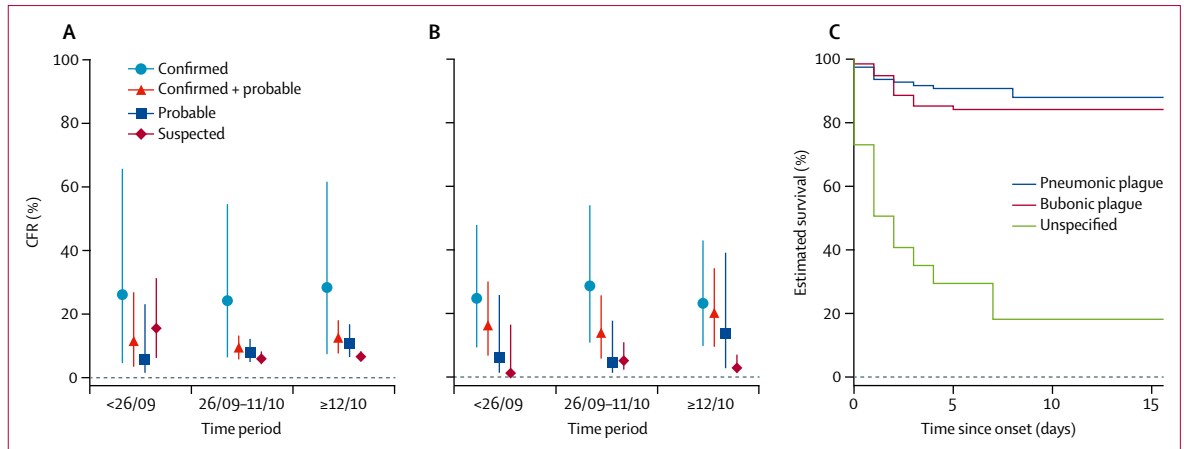 A
100
80
60
40
20
0
CFR (%)
Confirmed
Confirmed + probable
Probable
Suspected
<26/09
26/09–11/10
≥12/10
Time period
B
<26/09
26/09–11/10
≥12/10
Time period
C
100
80
60
40
20
0
Estimated survival (%)
Pneumonic plague
Bubonic plague
Unspecified
0
5
10
15
Time since onset (days)